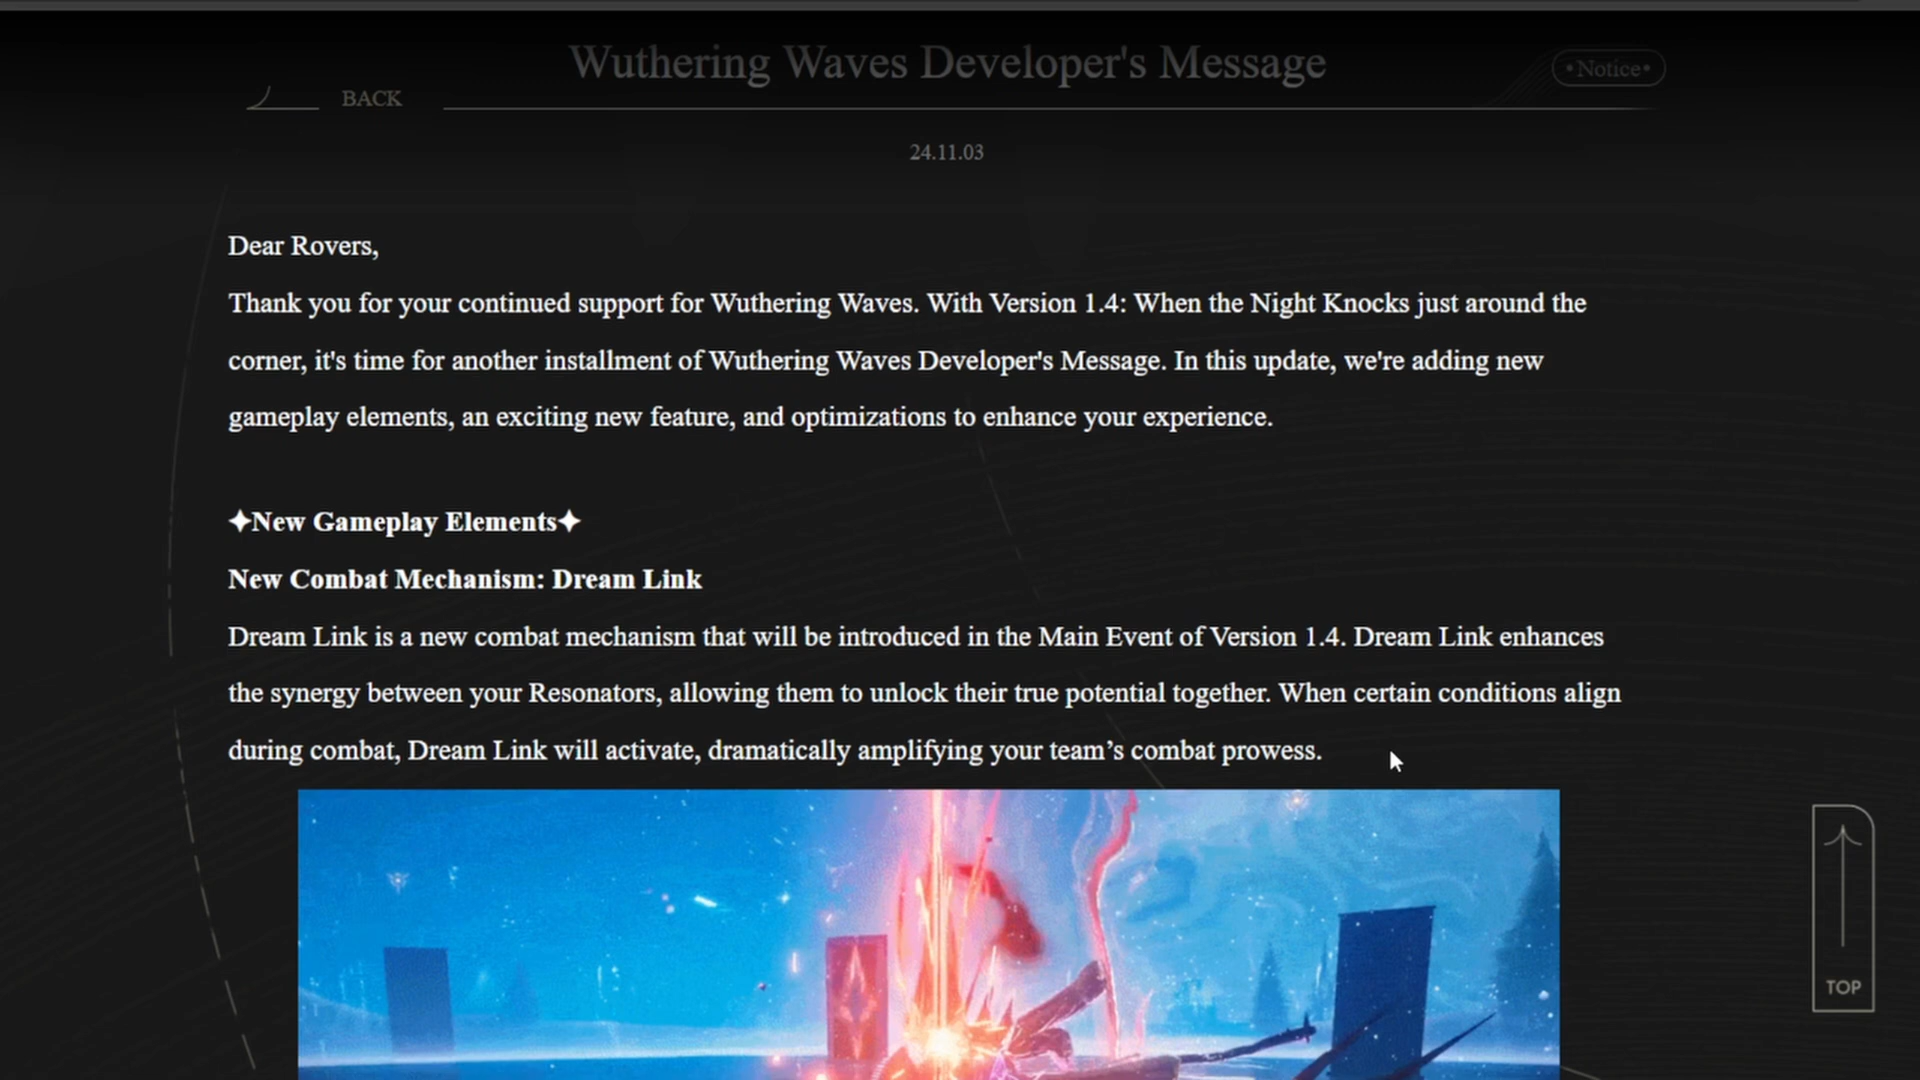 Wuthering Waves Developer's Message
•Notice•
BACK
24.11.03
Dear Rovers,
Thank you for your continued support for Wuthering Waves. With Version 1.4: When the Night Knocks just around the
corner, it's time for another installment of Wuthering Waves Developer's Message. In this update, we're adding new
gameplay elements, an exciting new feature, and optimizations to enhance your experience.
✦New Gameplay Elements✦
New Combat Mechanism: Dream Link
Dream Link is a new combat mechanism that will be introduced in the Main Event of Version 1.4. Dream Link enhances
the synergy between your Resonators, allowing them to unlock their true potential together. When certain conditions align
during combat, Dream Link will activate, dramatically amplifying your team’s combat prowess.
TOP